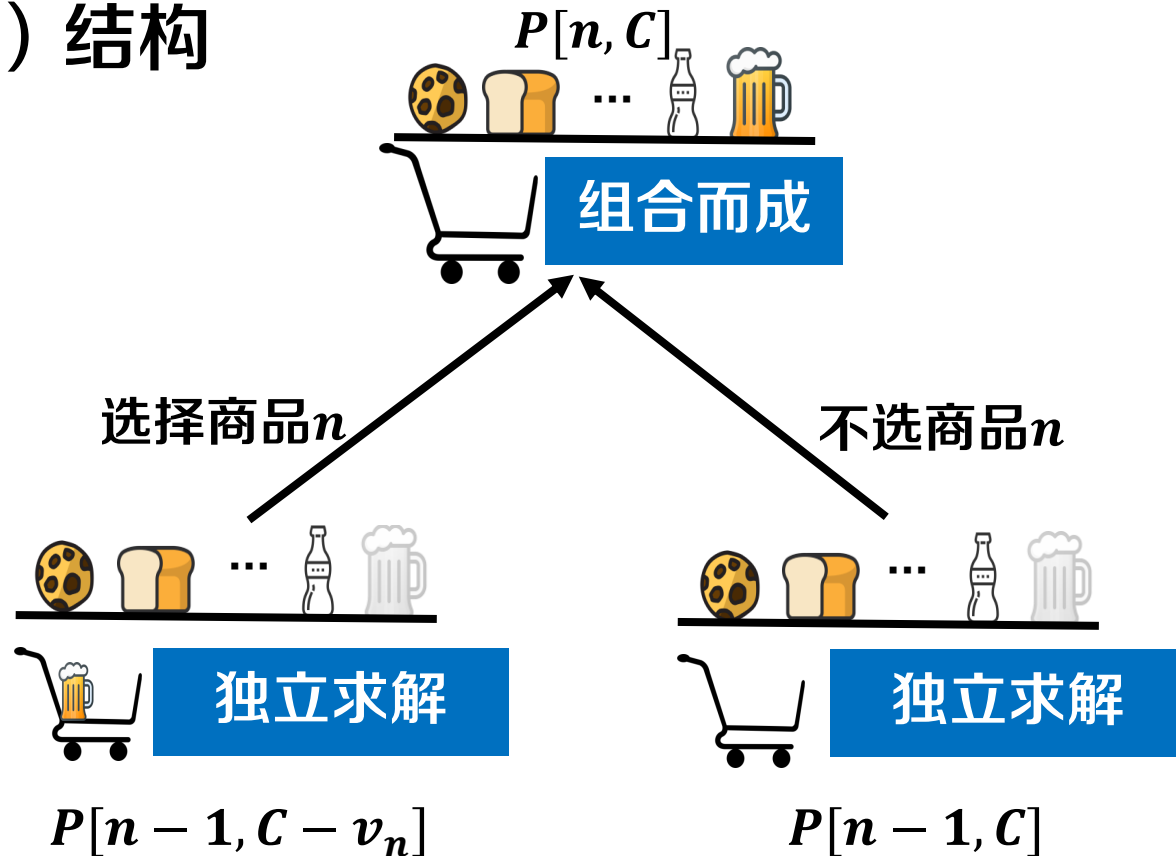 ）结构
P[n, C]
...
组合而成
选择商品n
不选商品n
...
...
独立求解
独立求解
P[n − 1, C − vₙ]
P[n − 1, C]